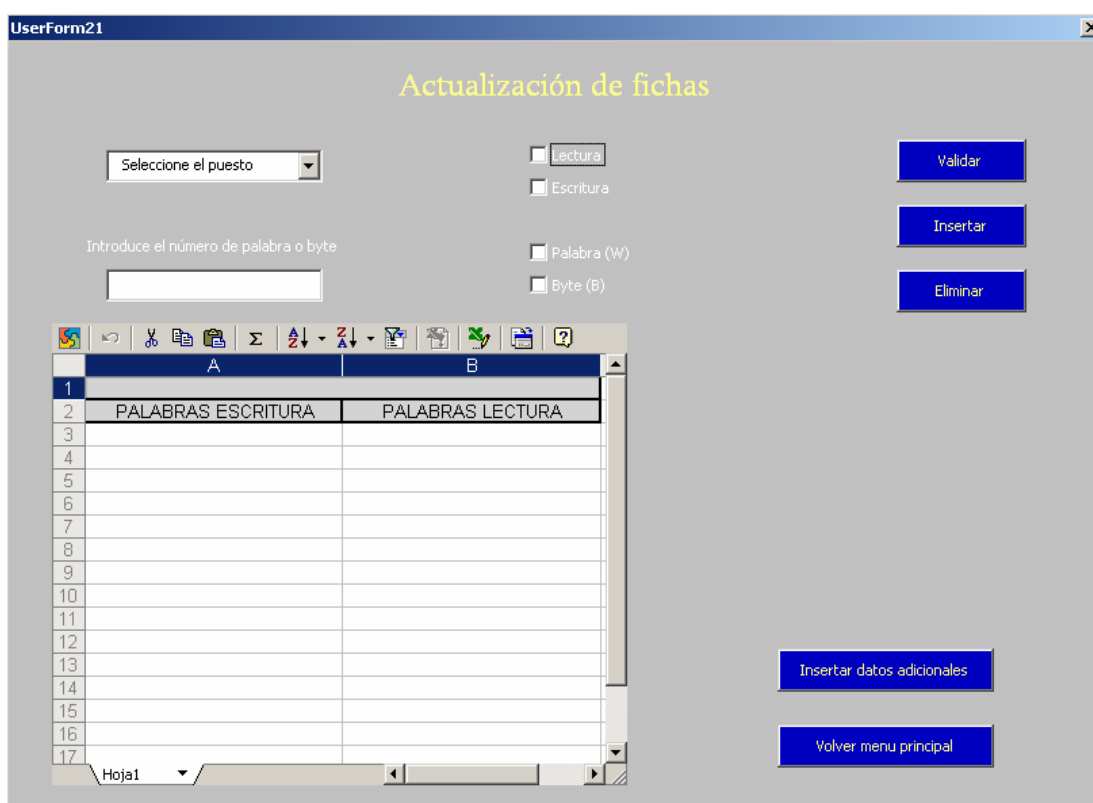 UserForm21
Actualización de fichas
Seleccione el puesto
Lectura
Validar
Escritura
Insertar
Introduce el número de palabra o byte
Palabra (W)
Byte (B)
Eliminar
A B
1
2 PALABRAS ESCRITURA PALABRAS LECTURA
3
4
5
6
7
8
9
10
11
12
13
14
15
16
17
Insertar datos adicionales
Volver menu principal
Hoja1